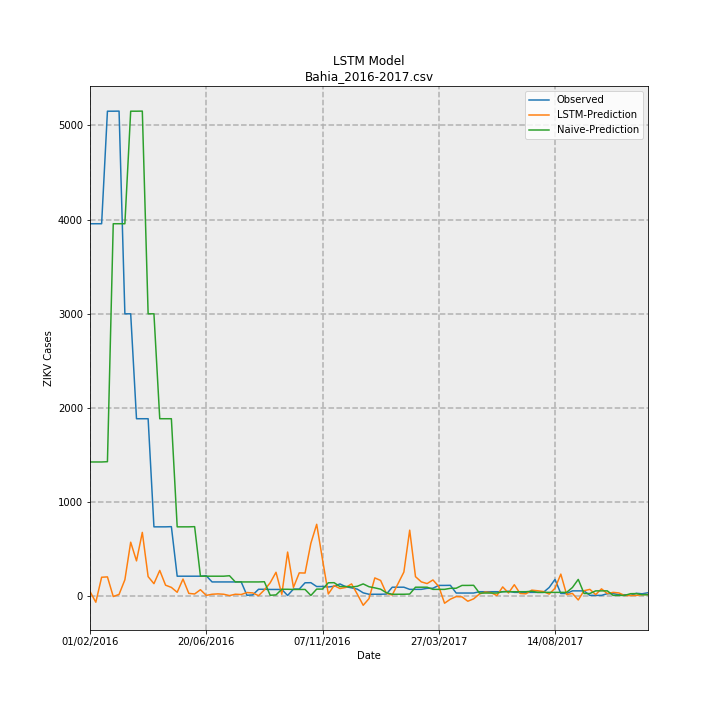 LSTM Model
Bahia_2016-2017.csv
Observed
LSTM-Prediction
Naive-Prediction
5000
4000
3000
2000
1000
0
ZIKV Cases
01/02/2016
20/06/2016
07/11/2016
27/03/2017
14/08/2017
Date